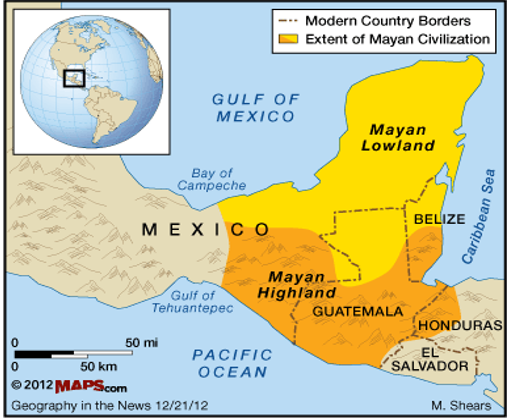 Modern Country Borders
Extent of Mayan Civilization
GULF OF
MEXICO
Mayan
Lowland
Bay of
Campeche
Caribbean Sea
BELIZE
MEXICO
Mayan
Highland
GUATEMALA
Gulf of
Tehuantepec
HONDURAS
EL
SALVADOR
PACIFIC
OCEAN
0 50 mi
0 50 km
© 2012 MAPS.com
Geography in the News 12/21/12 M. Shears